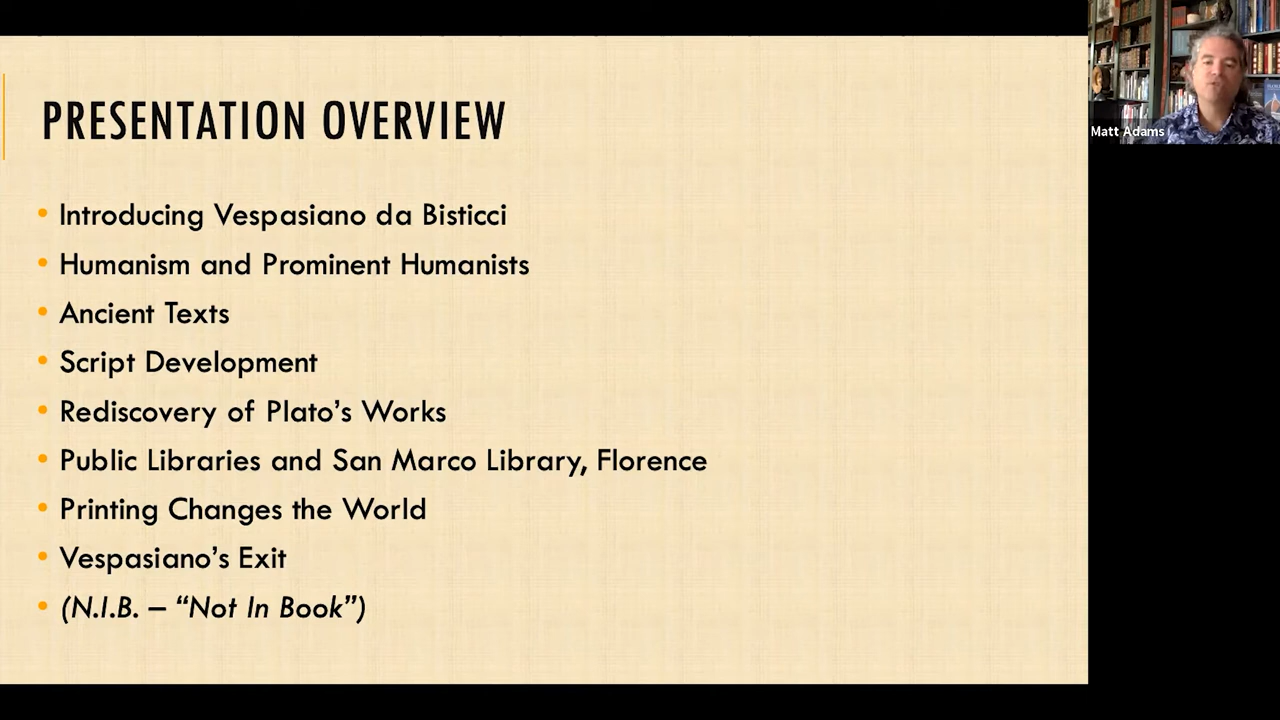 PRESENTATION OVERVIEW
• Introducing Vespasiano da Bisticci
• Humanism and Prominent Humanists
• Ancient Texts
• Script Development
• Rediscovery of Plato’s Works
• Public Libraries and San Marco Library, Florence
• Printing Changes the World
• Vespasiano’s Exit
• (N.I.B. – “Not In Book”)
Matt Adams